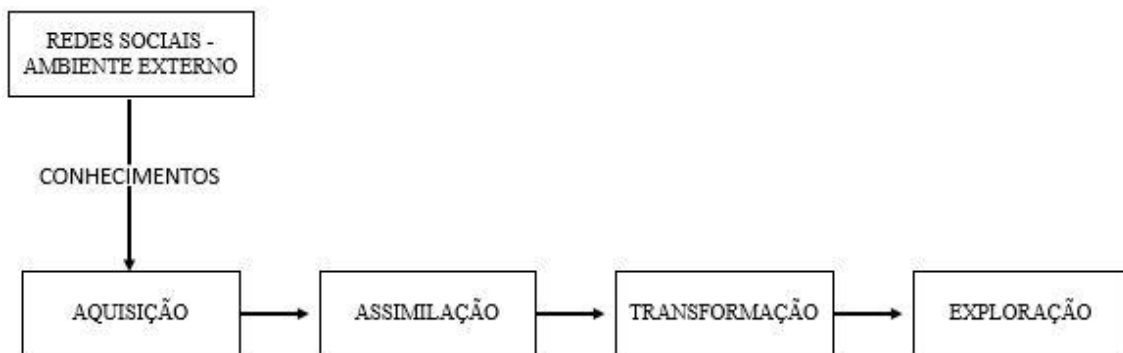 REDES SOCIAIS -
AMBIENTE EXTERNO
CONHECIMENTOS
AQUISIÇÃO
ASSIMILAÇÃO
TRANSFORMAÇÃO
EXPLORAÇÃO